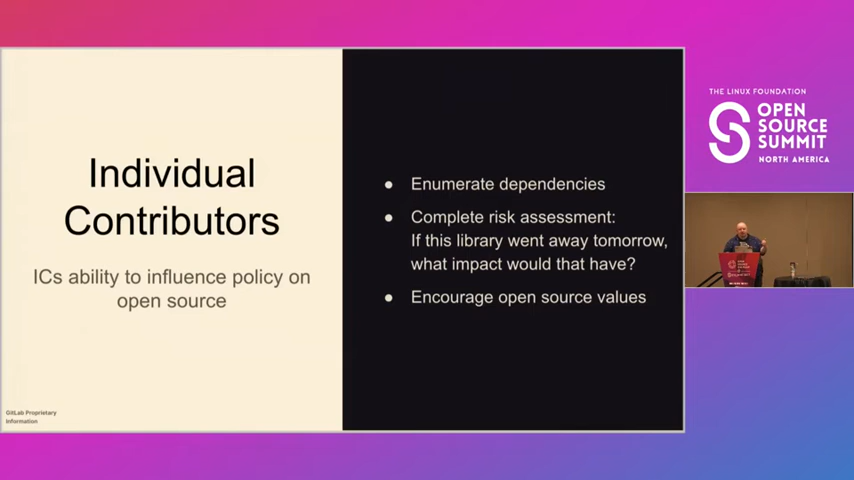 Individual
Contributors
ICs ability to influence policy on
open source
GitLab Proprietary
Information
● Enumerate dependencies
● Complete risk assessment:
If this library went away tomorrow,
what impact would that have?
● Encourage open source values
THE LINUX FOUNDATION
OPEN
SOURCE
SUMMIT
NORTH AMERICA